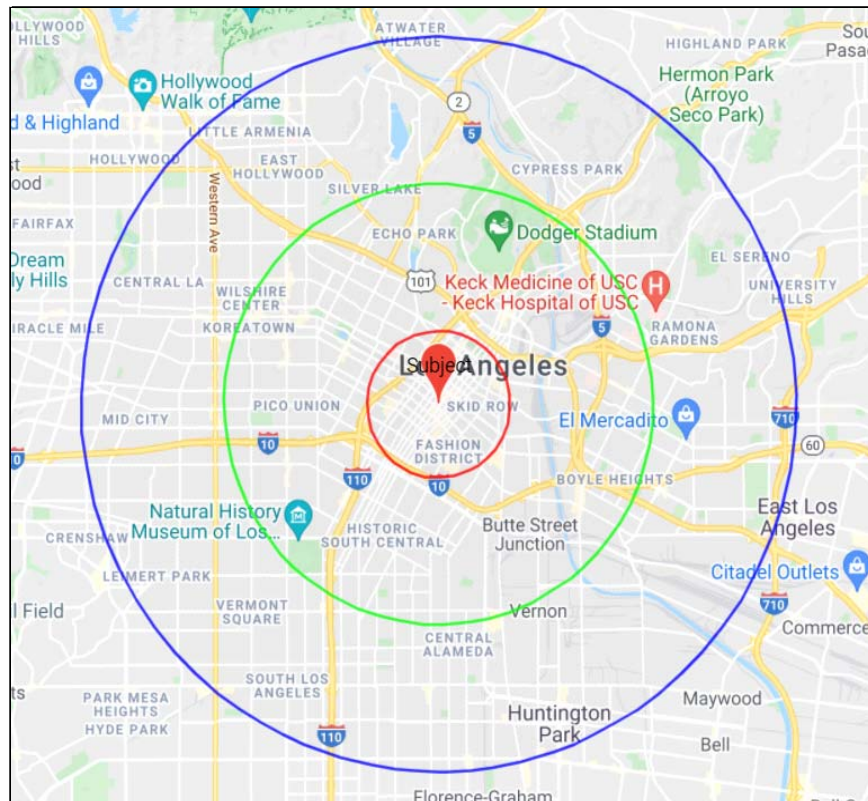 OLLYWOOD
HILLS
ATWATER
VILLAGE
HIGHLAND PARK
Sou
Pasa
Hollywood
Walk of Fame
2
5
Hermon Park
(Arroyo
Seco Park)
d & Highland
LITTLE ARMENIA
HOLLYWOOD
EAST
HOLLYWOOD
CYPRESS PARK
st
ood
Western Ave
SILVER LAKE
FAIRFAX
ECHO PARK
Dodger Stadium
EL SERENO
Dream
ly Hills
CENTRAL LA
WILSHIRE
CENTER
101
Keck Medicine of USC
- Keck Hospital of USC
H
UNIVERSITY
HILLS
IRACLE MILE
KOREATOWN
5
RAMONA
GARDENS
Los Angeles
Subject
MID CITY
PICO UNION
SKID ROW
El Mercadito
710
10
FASHION
DISTRICT
60
0
110
10
BOYLE HEIGHTS
Natural History
Museum of Los...
East Los
Angeles
CRENSHAW
HISTORIC
SOUTH CENTRAL
Butte Street
Junction
LEIMERT PARK
Citadel Outlets
l Field
VERMONT
SQUARE
Vernon
710
Commerce
CENTRAL
ALAMEDA
ts
SOUTH LOS
ANGELES
PARK MESA
HEIGHTS
HYDE PARK
Maywood
110
Huntington
Park
Bell
Florence-Graham